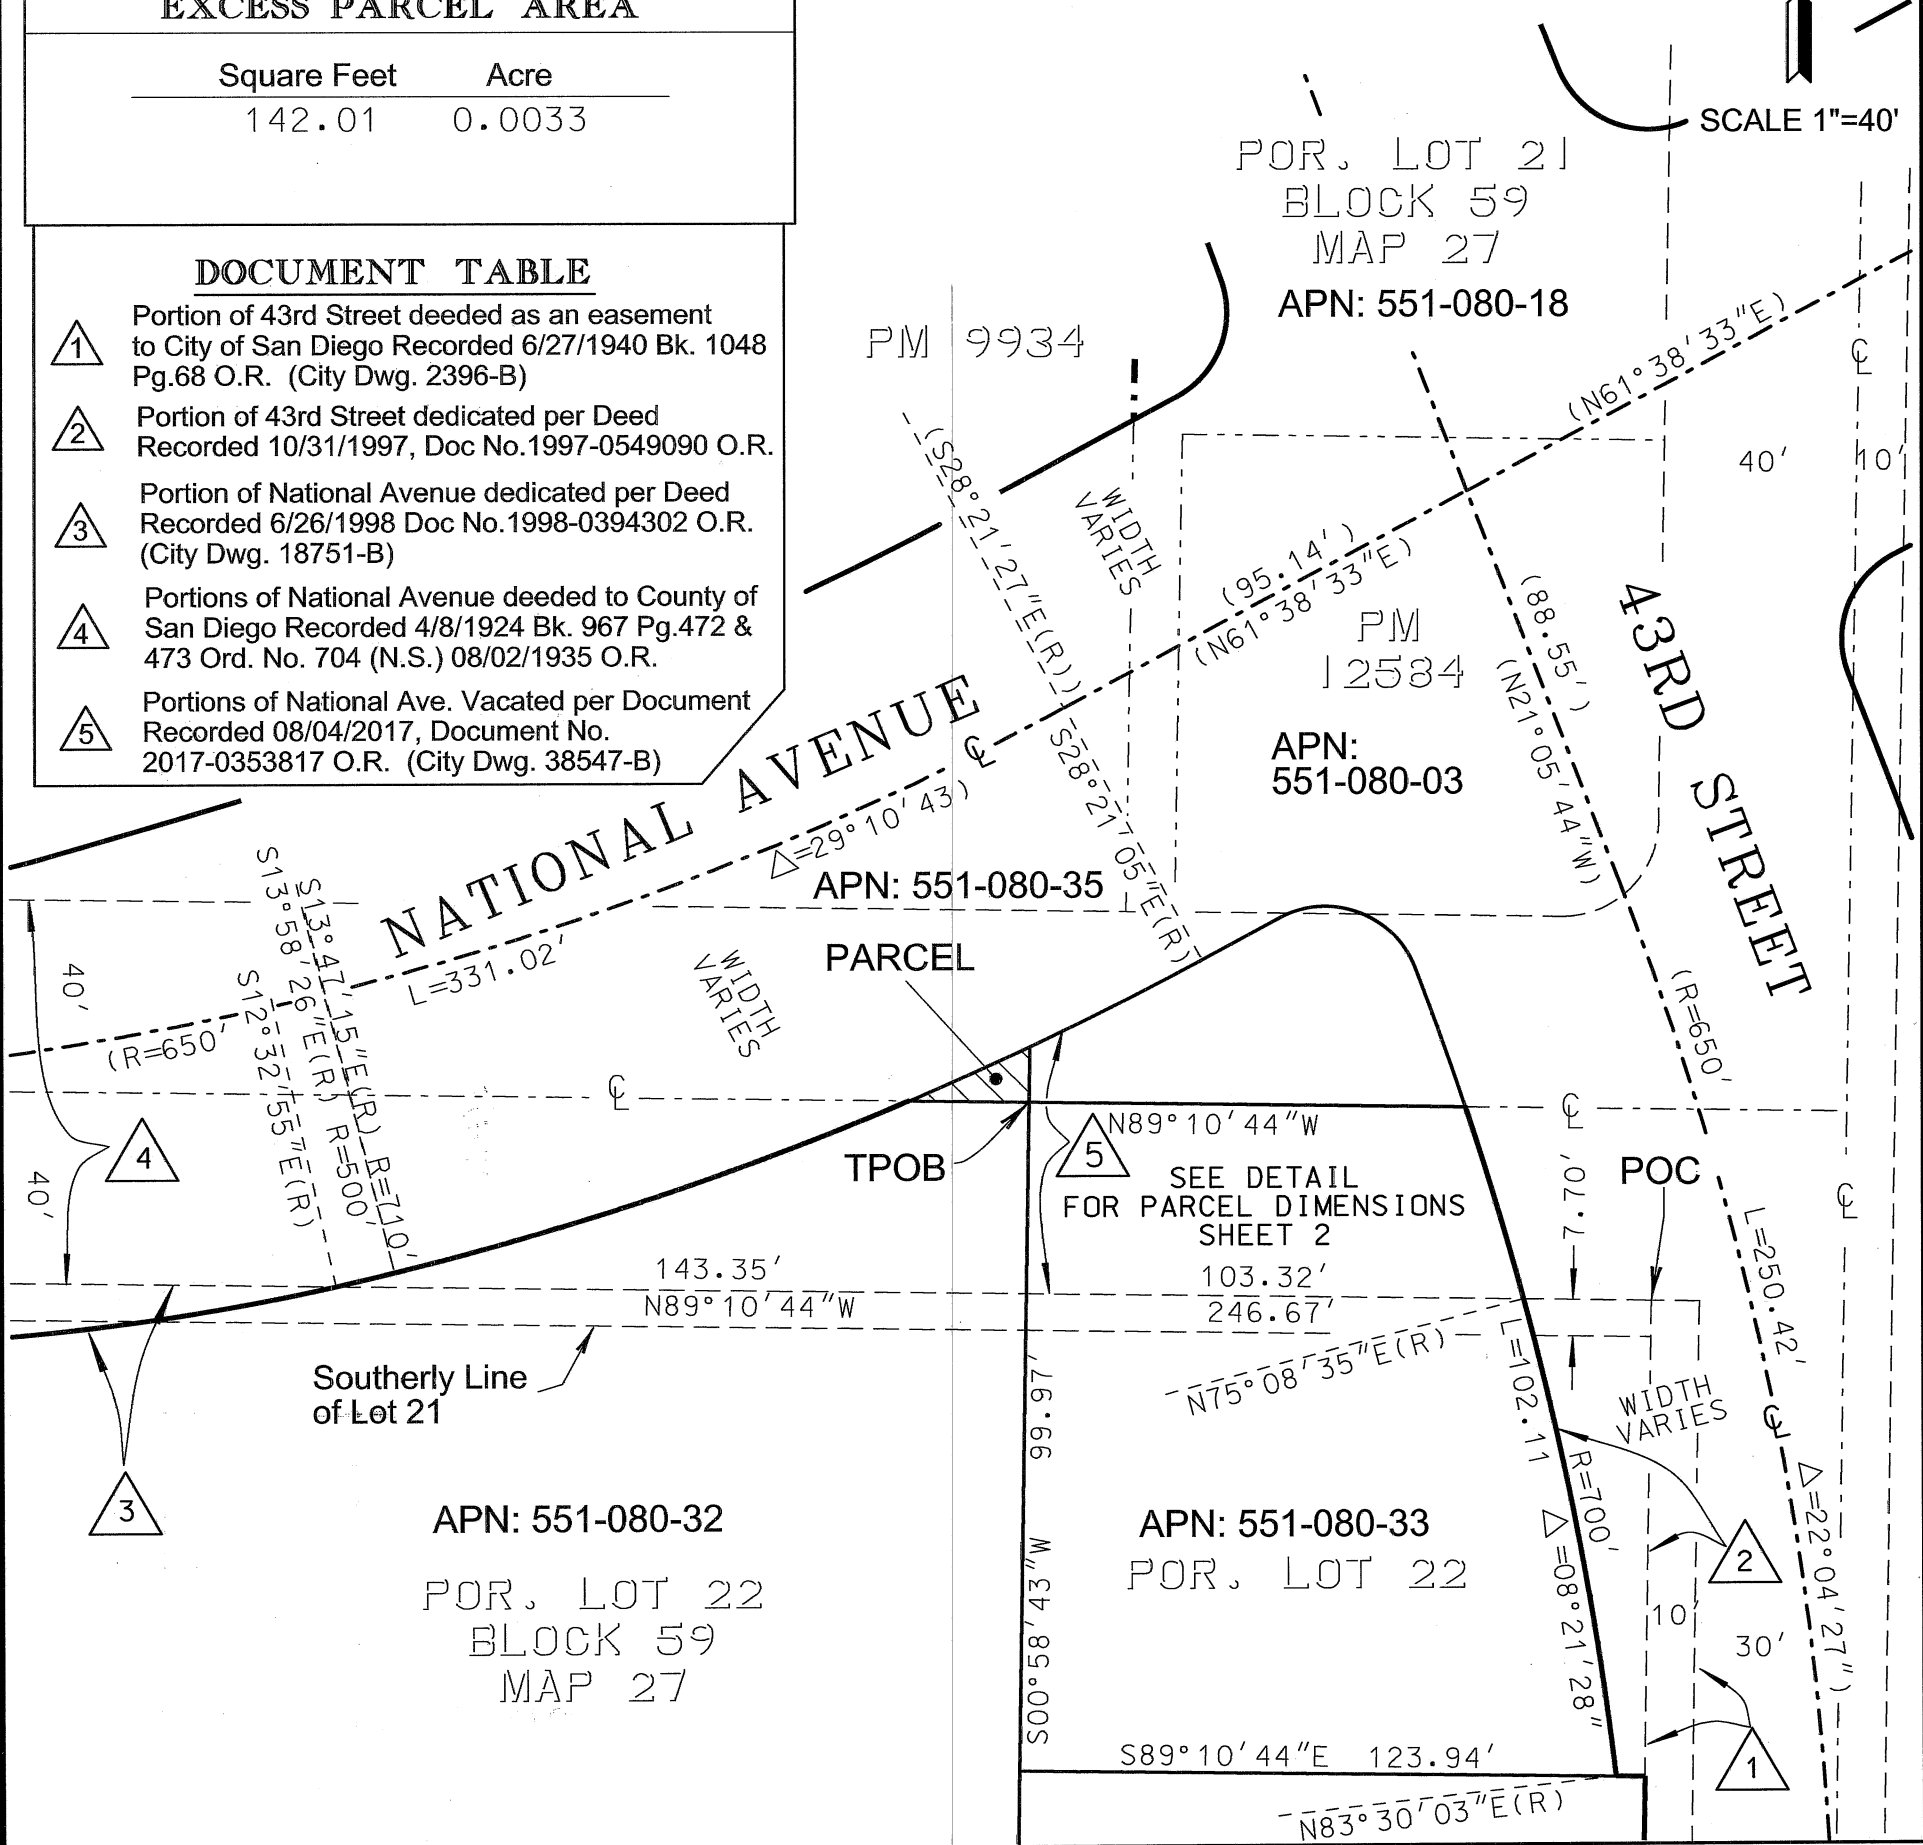 EXCESS PARCEL AREA
Square Feet Acre
142.01 0.0033
DOCUMENT TABLE
1
Portion of 43rd Street deeded as an easement
to City of San Diego Recorded 6/27/1940 Bk. 1048
Pg.68 O.R. (City Dwg. 2396-B)
2
Portion of 43rd Street dedicated per Deed
Recorded 10/31/1997, Doc No.1997-0549090 O.R.
3
Portion of National Avenue dedicated per Deed
Recorded 6/26/1998 Doc No.1998-0394302 O.R.
(City Dwg. 18751-B)
4
Portions of National Avenue deeded to County of
San Diego Recorded 4/8/1924 Bk. 967 Pg.472 &
473 Ord. No. 704 (N.S.) 08/02/1935 O.R.
5
Portions of National Ave. Vacated per Document
Recorded 08/04/2017, Document No.
2017-0353817 O.R. (City Dwg. 38547-B)
SCALE 1"=40'
POR. LOT 21
BLOCK 59
MAP 27
APN: 551-080-18
PM 9934
(N61°38'33"E)
℄
40'
10'
(S28°21'27"E(R))
WIDTH
VARIES
(95.14')
(N61°38'33"E)
PM
12584
APN:
551-080-03
(88.55')
(N21°05'44"W)
43RD STREET
NATIONAL AVENUE
℄
Δ=29°10'43)
S28°21'05"E(R)
APN: 551-080-35
L=331.02'
(R=650'
S13°58'26"E(R) R=500'
S13°47'15"E(R) R=710'
S12°32'55"E(R)
40'
40'
WIDTH
VARIES
PARCEL
(R=650'
℄
℄
N89°10'44"W
4
TPOB
5
SEE DETAIL
FOR PARCEL DIMENSIONS
SHEET 2
7.70'
POC
℄
143.35'
N89°10'44"W
103.32'
246.67'
L=250.42'
N75°08'35"E(R)
L=102.11
Southerly Line
of Lot 21
99.97'
WIDTH
VARIES
℄
R=700'
Δ=22°04'27")
3
APN: 551-080-32
POR. LOT 22
BLOCK 59
MAP 27
APN: 551-080-33
POR. LOT 22
S00°58'43"W
Δ=08°21'28"
2
10'
30'
S89°10'44"E 123.94'
1
N83°30'03"E(R)